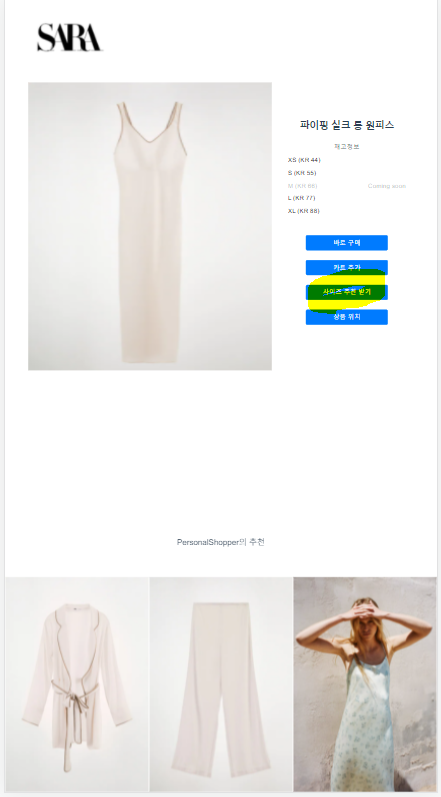 SARA
파이핑 실크 롱 원피스
재고정보
XS (KR 44)
S (KR 55)
M (KR 66) Coming soon
L (KR 77)
XL (KR 88)
바로 구매
카트 추가
사이즈 추천 받기
상품 위치
PersonalShopper의 추천